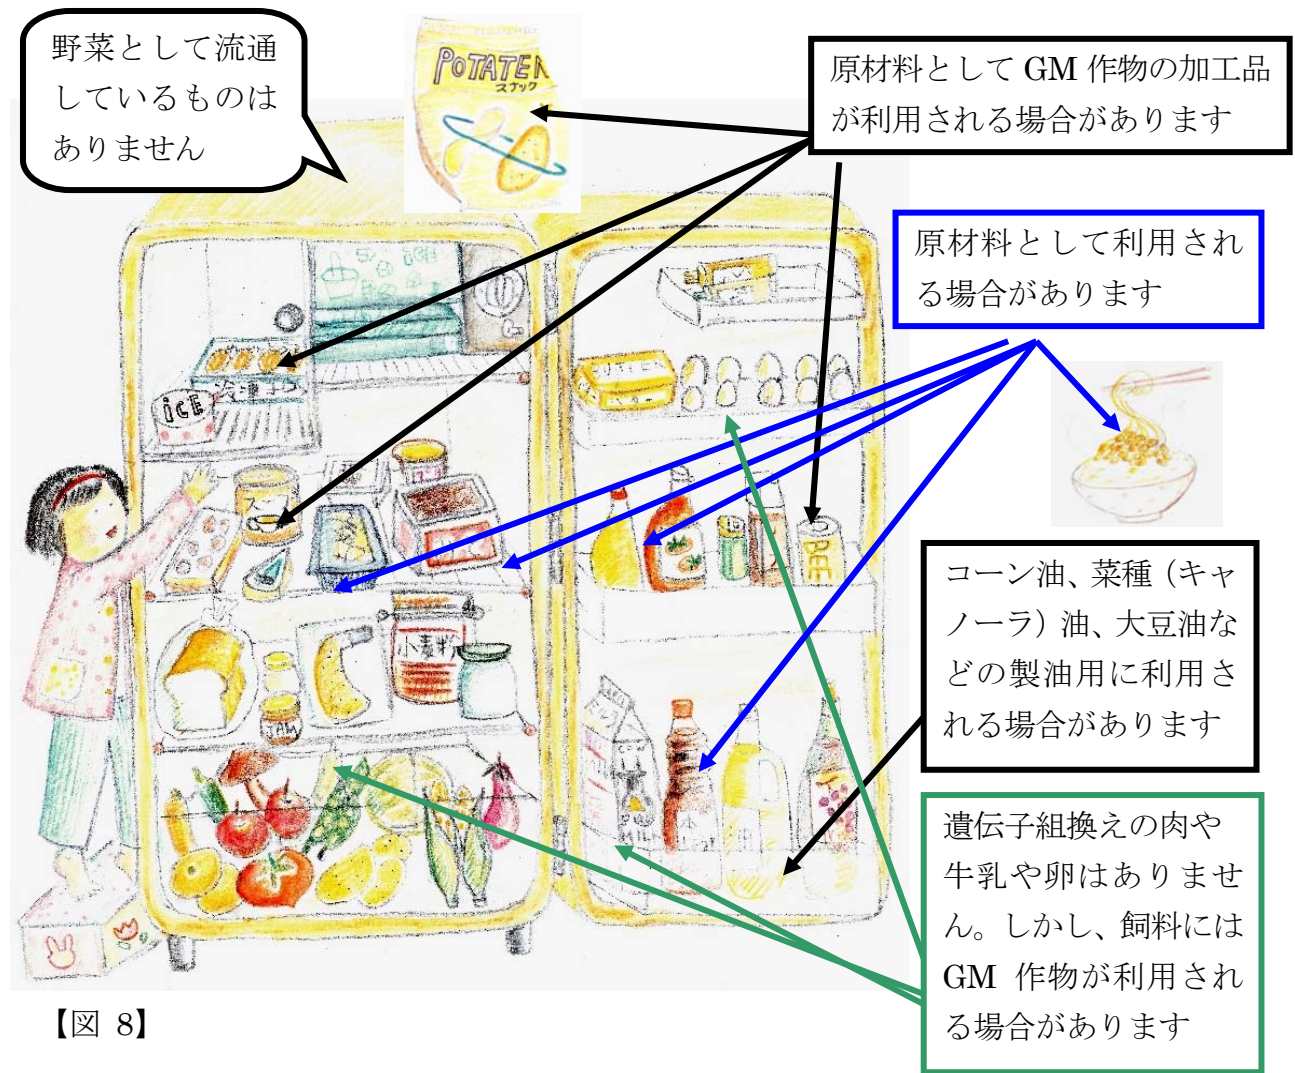 野菜として流通
しているものは
ありません
POTATE
スナック
原材料として GM 作物の加工品
が利用される場合があります
原材料として利用され
る場合があります
ICE
iCE
冷凍
BEE
小麦粉
コーン油、菜種（キャ
ノーラ）油、大豆油な
どの製油用に利用さ
れる場合があります
遺伝子組換えの肉や
牛乳や卵はありませ
ん。しかし、飼料には
GM 作物が利用され
る場合があります
【図 8】